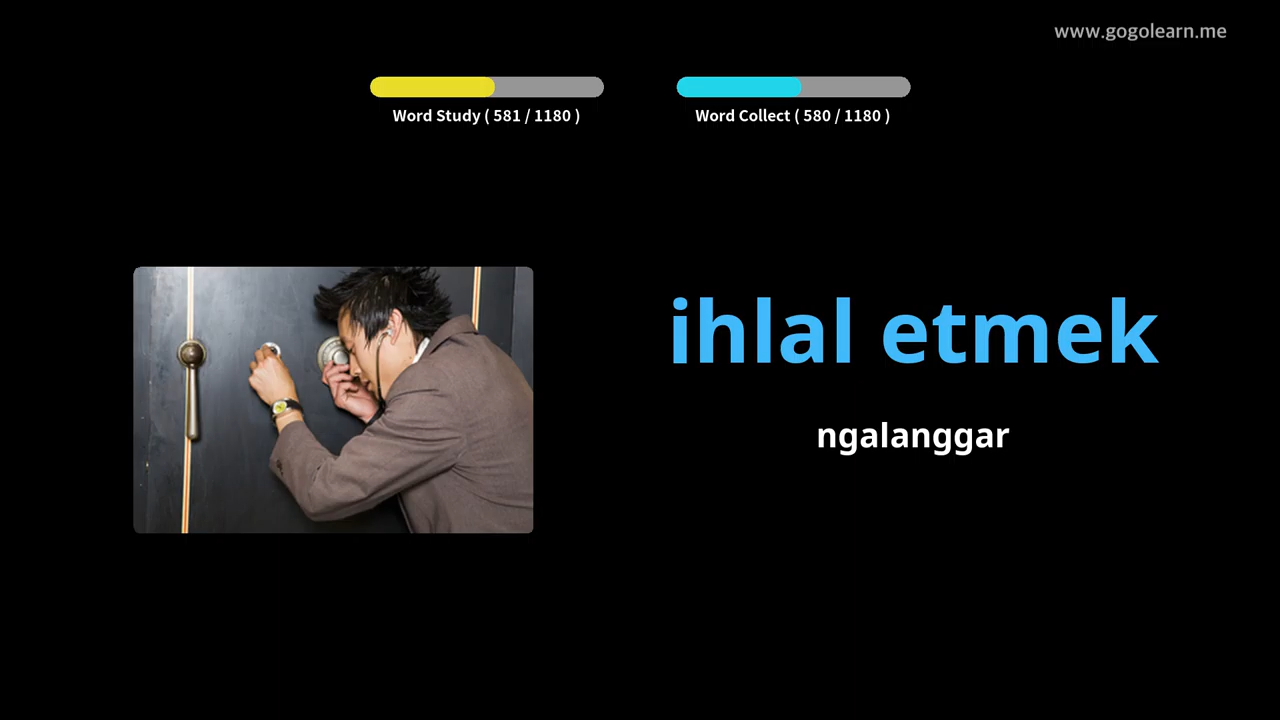 www.gogolearn.me
Word Study ( 581 / 1180 )
Word Collect ( 580 / 1180 )
ihlal etmek
ngalanggar